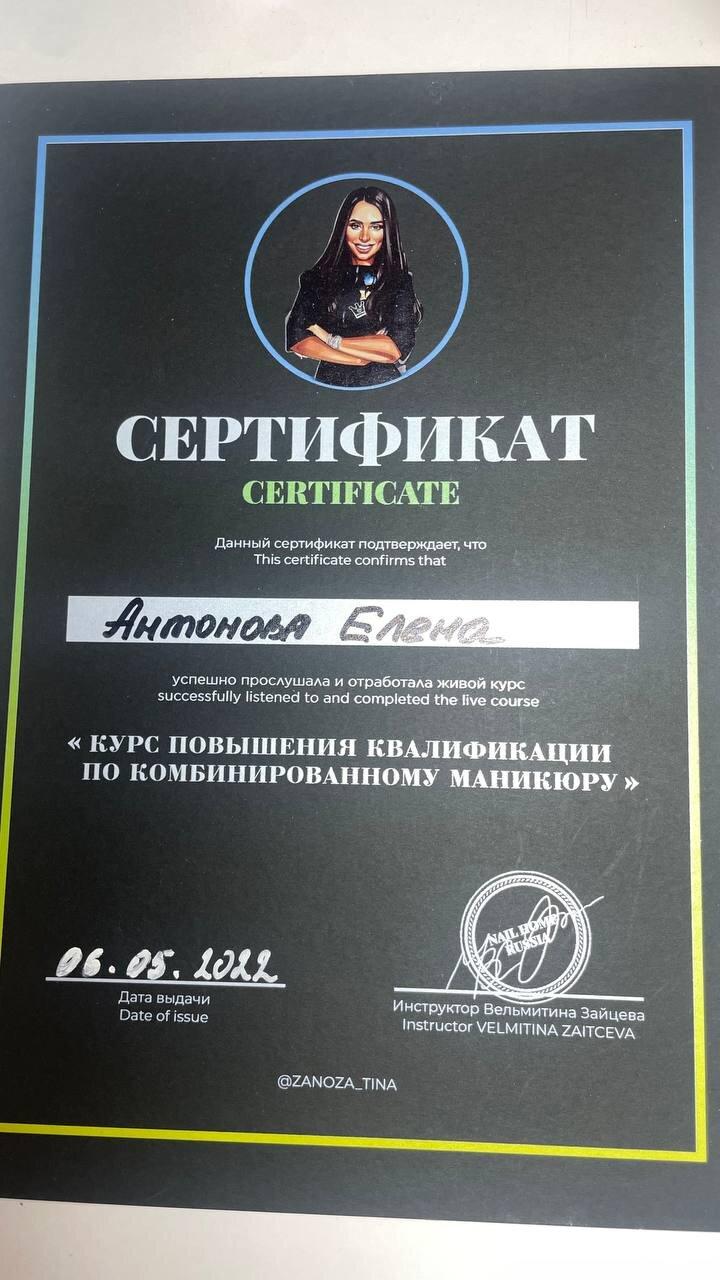 СЕРТИФИКАТ
CERTIFICATE
Данный сертификат подтверждает, что
This certificate confirms that
Антонова Елена
успешно прослушала и отработала живой курс
successfully listened to and completed the live course
« КУРС ПОВЫШЕНИЯ КВАЛИФИКАЦИИ
ПО КОМБИНИРОВАННОМУ МАНИКЮРУ »
NAIL HOME
RUSSIA
06.05.2022
Дата выдачи
Date of issue
Инструктор Вельмитина Зайцева
Instructor VELMITINA ZAITCEVA
@ZANOZA_TINA